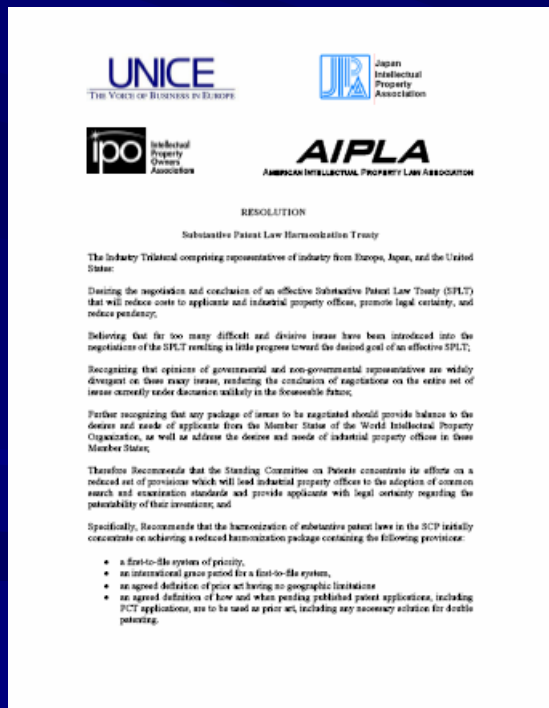 UNICE
THE VOICE OF BUSINESS IN EUROPE
JIPA
Japan
Intellectual
Property
Association
ipo
Intellectual
Property
Owners
Association
AIPLA
AMERICAN INTELLECTUAL PROPERTY LAW ASSOCIATION
RESOLUTION
Substantive Patent Law Harmonization Treaty
The Industry Trilateral comprising representatives of industry from Europe, Japan, and the United
States:
Desiring the negotiation and conclusion of an effective Substantive Patent Law Treaty (SPLT)
that will reduce costs to applicants and industrial property offices, promote legal certainty, and
reduce pendency;
Believing that far too many difficult and divisive issues have been introduced into the
negotiations of the SPLT resulting in little progress toward the desired goal of an effective SPLT;
Recognizing that opinions of governmental and non-governmental representatives are widely
divergent on these many issues, rendering the conclusion of negotiations on the entire set of
issues currently under discussion unlikely in the foreseeable future;
Further recognizing that any package of issues to be negotiated should provide balance to the
desires and needs of applicants from the Member States of the World Intellectual Property
Organization, as well as address the desires and needs of industrial property offices in these
Member States;
Therefore Recommends that the Standing Committee on Patents concentrate its efforts on a
reduced set of provisions which will lead industrial property offices to the adoption of common
search and examination standards and provide applicants with legal certainty regarding the
patentability of their inventions; and
Specifically, Recommends that the harmonization of substantive patent laws in the SCP initially
concentrate on achieving a reduced harmonization package containing the following provisions:
• a first-to-file system of priority,
• an international grace period for a first-to-file system,
• an agreed definition of prior art having no geographic limitations
• an agreed definition of how and when pending published patent applications, including
PCT applications, are to be used as prior art, including any necessary solution for double
patenting.